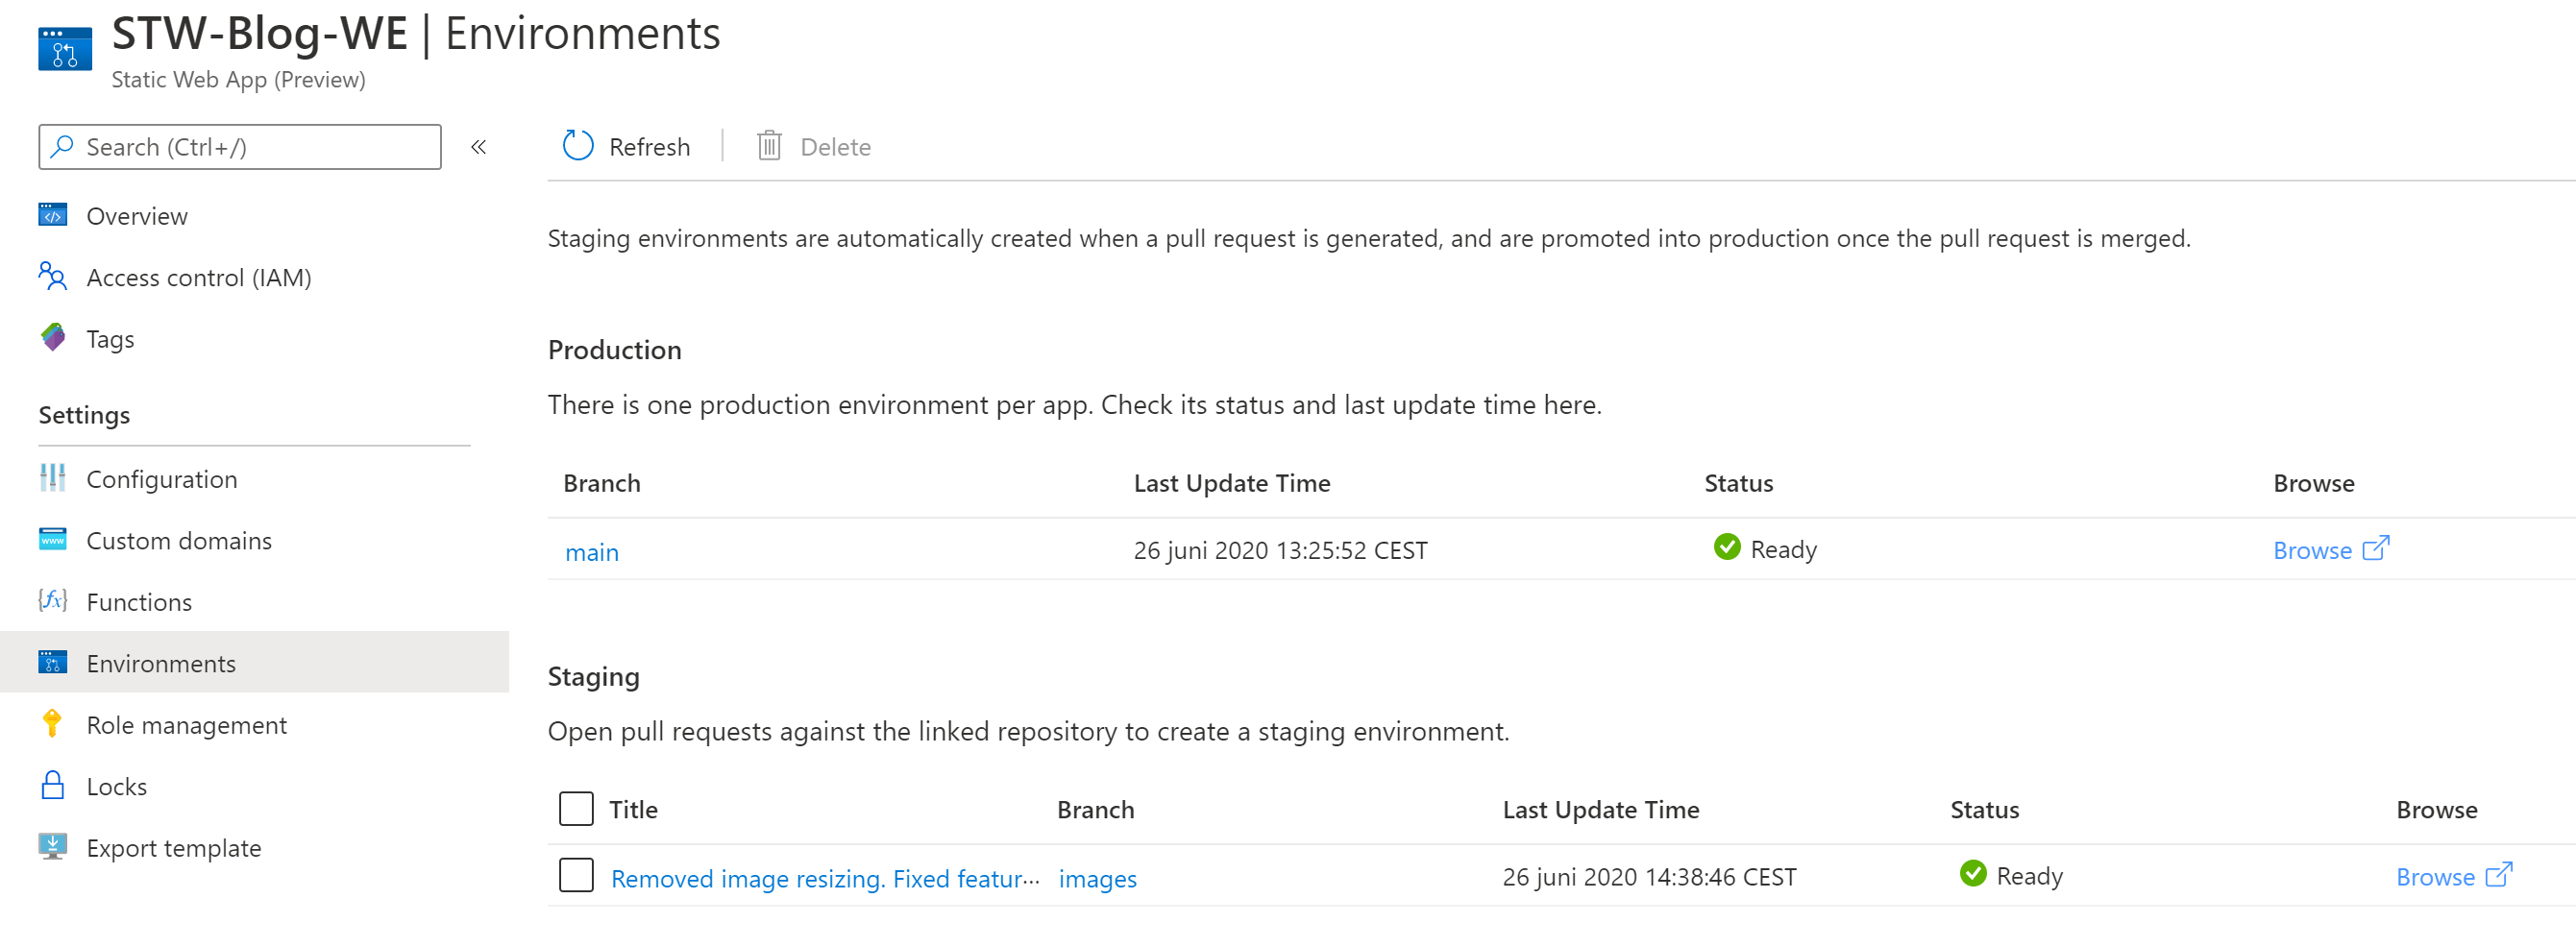 STW-Blog-WE | Environments
Static Web App (Preview)
Search (Ctrl+/)
«
Refresh
Delete
Overview
Access control (IAM)
Tags
Settings
Configuration
Custom domains
Functions
Environments
Role management
Locks
Export template
Staging environments are automatically created when a pull request is generated, and are promoted into production once the pull request is merged.
Production
There is one production environment per app. Check its status and last update time here.
Branch Last Update Time Status Browse
main 26 juni 2020 13:25:52 CEST Ready Browse
Staging
Open pull requests against the linked repository to create a staging environment.
Title Branch Last Update Time Status Browse
Removed image resizing. Fixed featur··· images 26 juni 2020 14:38:46 CEST Ready Browse